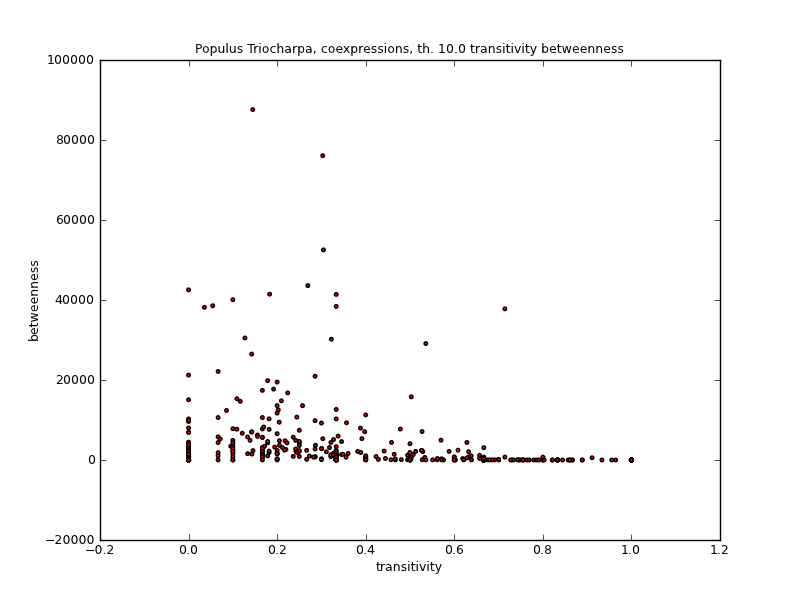 Populus Triocharpa, coexpressions, th. 10.0 transitivity betweenness
100000
80000
60000
40000
20000
0
−20000
betweenness
−0.2 0.0 0.2 0.4 0.6 0.8 1.0 1.2
transitivity